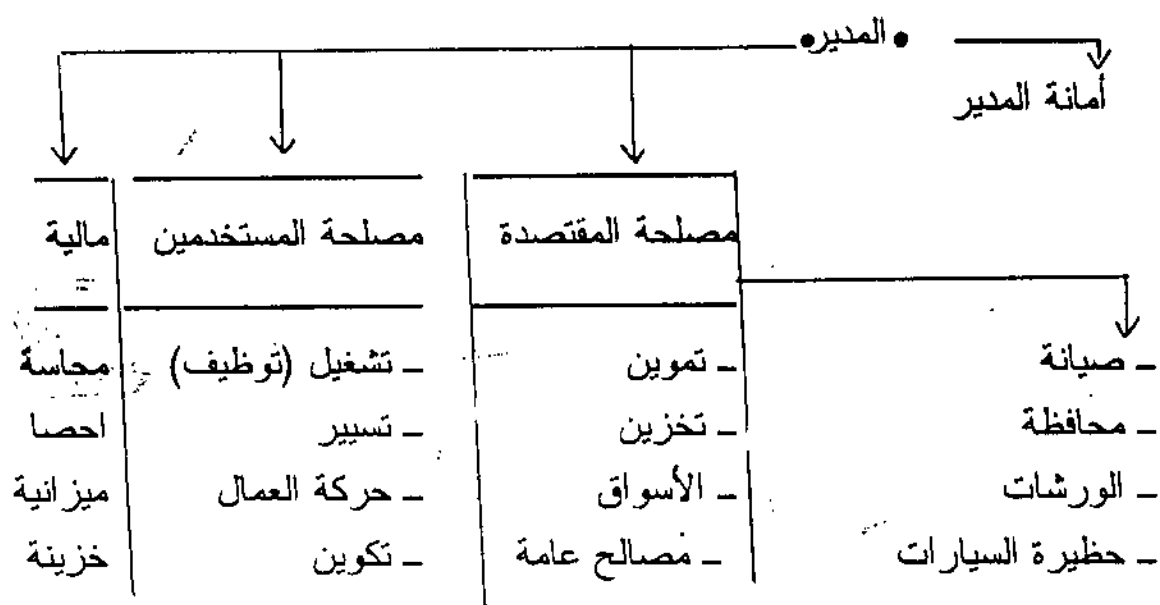 • المدير •
أمانة المدير
مصلحة المقتصدة مصلحة المستخدمين مالية
– صيانة – تموين – تشغيل (توظيف) محاسة
– محافظة – تخزين – تسيير احصا
– الورشات – الأسواق – حركة العمال ميزانية
– حظيرة السيارات – مصالح عامة – تكوين خزينة